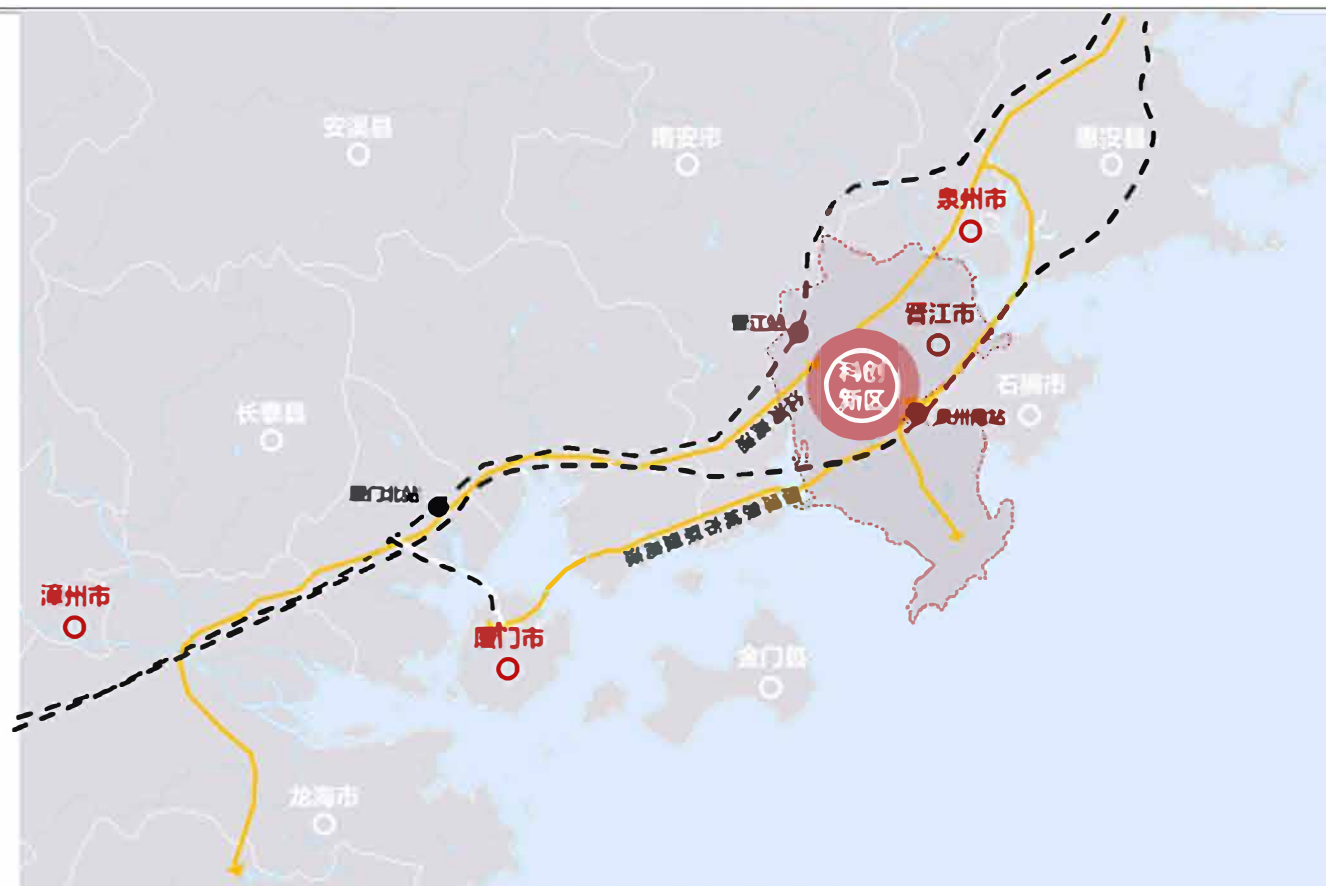 安溪县
南安市
惠安县
泉州市
晋江市
晋江站
科创
新区
石狮市
长泰县
泉州南站
厦门北站
漳州市
厦门市
金门县
龙海市